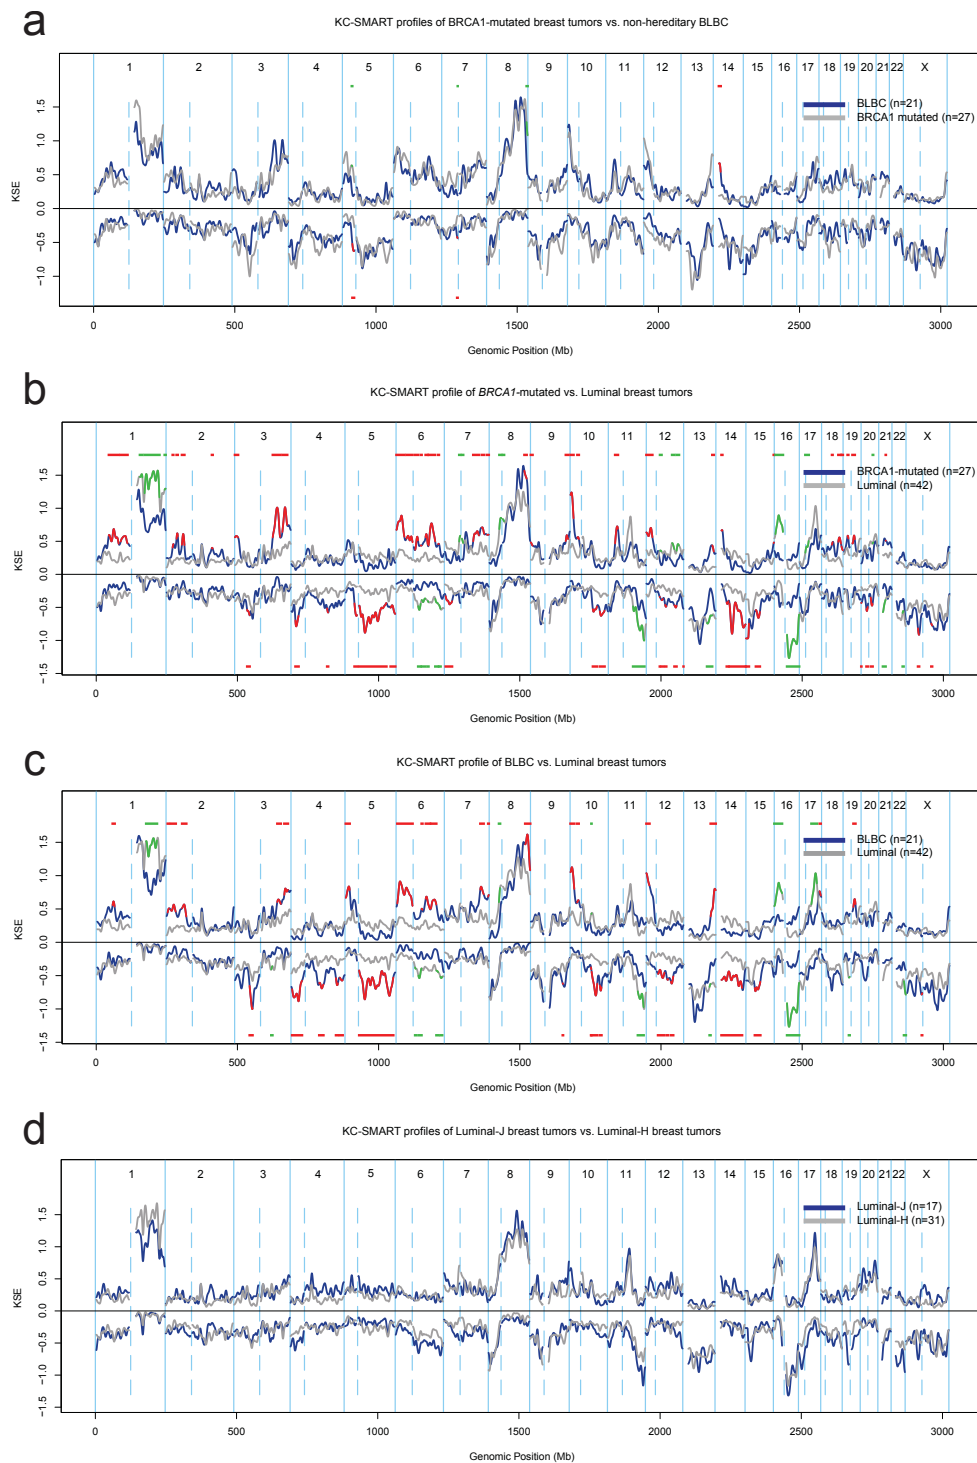 a
KC-SMART profiles of BRCA1-mutated breast tumors vs. non-hereditary BLBC
1 2 3 4 5 6 7 8 9 10 11 12 13 14 15 16 17 18 19 20 21 22 X
BLBC (n=21)
BRCA1 mutated (n=27)
KSE
1.5
1.0
0.5
0.0
−0.5
−1.0
0 500 1000 1500 2000 2500 3000
Genomic Position (Mb)
b
KC-SMART profile of BRCA1-mutated vs. Luminal breast tumors
1 2 3 4 5 6 7 8 9 10 11 12 13 14 15 16 17 18 19 20 21 22 X
BRCA1-mutated (n=27)
Luminal (n=42)
KSE
1.5
1.0
0.5
0.0
−0.5
−1.0
−1.5
0 500 1000 1500 2000 2500 3000
Genomic Position (Mb)
c
KC-SMART profile of BLBC vs. Luminal breast tumors
1 2 3 4 5 6 7 8 9 10 11 12 13 14 15 16 17 18 19 20 21 22 X
BLBC (n=21)
Luminal (n=42)
KSE
1.5
1.0
0.5
0.0
−0.5
−1.0
−1.5
0 500 1000 1500 2000 2500 3000
Genomic Position (Mb)
d
KC-SMART profiles of Luminal-J breast tumors vs. Luminal-H breast tumors
1 2 3 4 5 6 7 8 9 10 11 12 13 14 15 16 17 18 19 20 21 22 X
Luminal-J (n=17)
Luminal-H (n=31)
KSE
1.5
1.0
0.5
0.0
−0.5
−1.0
−1.5
0 500 1000 1500 2000 2500 3000
Genomic Position (Mb)